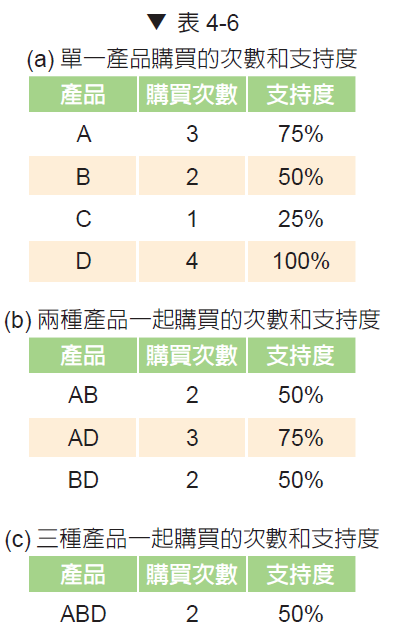 ▼ 表 4-6
(a) 單一產品購買的次數和支持度
產品 購買次數 支持度
A 3 75%
B 2 50%
C 1 25%
D 4 100%
(b) 兩種產品一起購買的次數和支持度
產品 購買次數 支持度
AB 2 50%
AD 3 75%
BD 2 50%
(c) 三種產品一起購買的次數和支持度
產品 購買次數 支持度
ABD 2 50%